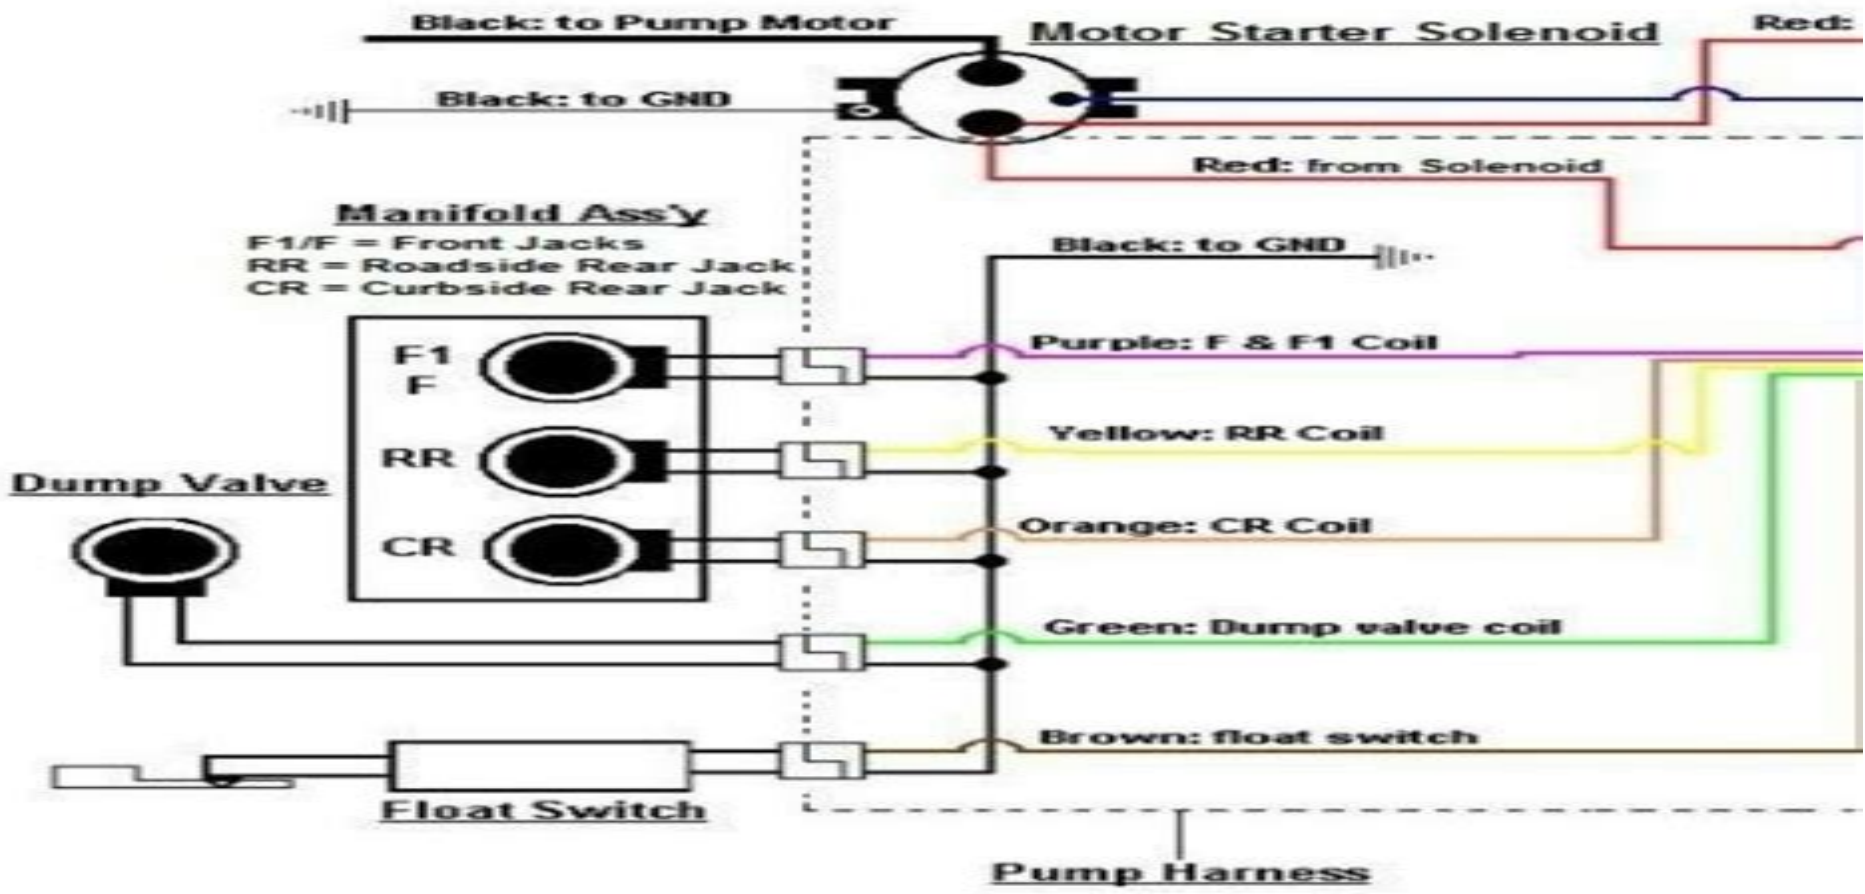 Black: to Pump Motor
Motor Starter Solenoid
Red:
Black: to GND
Red: from Solenoid
Manifold Ass'y
F1/F = Front Jacks
RR = Roadside Rear Jack
CR = Curbside Rear Jack
Black: to GND
F1
F
Purple: F & F1 Coil
RR
Yellow: RR Coil
Dump Valve
CR
Orange: CR Coil
Green: Dump valve coil
Brown: float switch
Float Switch
Pump Harness